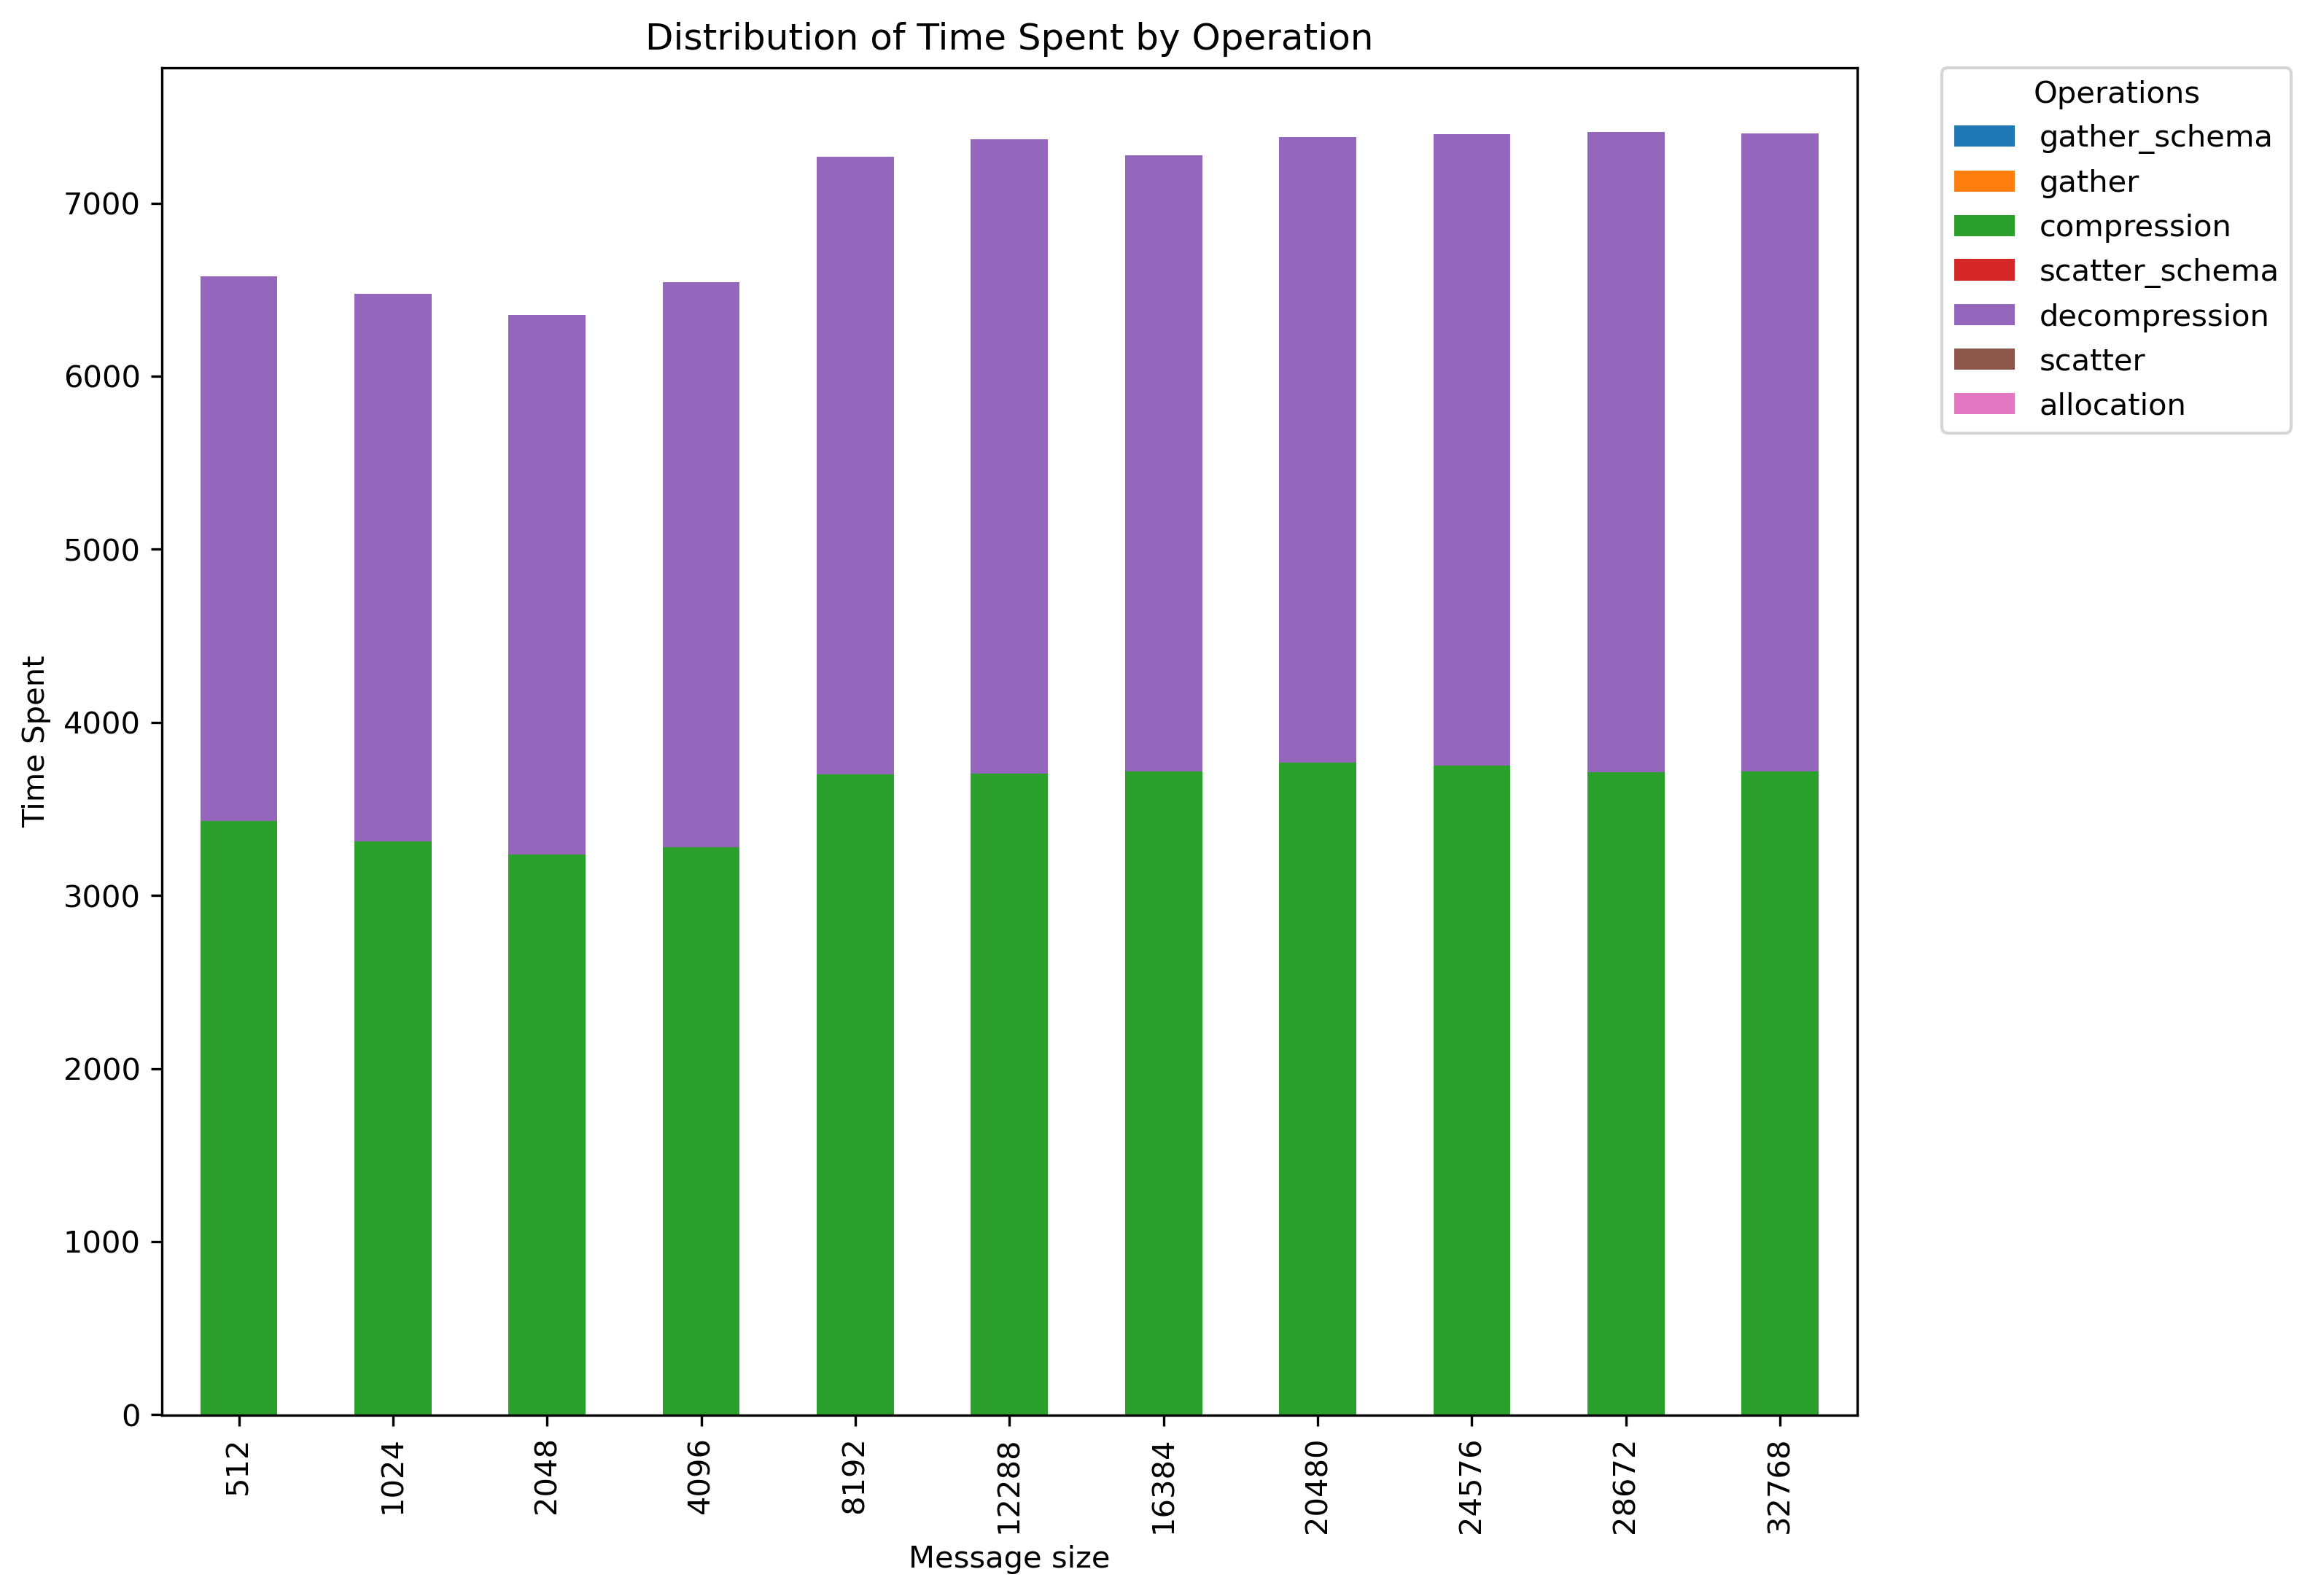 Distribution of Time Spent by Operation
Operations
gather_schema
gather
compression
scatter_schema
decompression
scatter
allocation
Time Spent
7000
6000
5000
4000
3000
2000
1000
0
512
1024
2048
4096
8192
12288
16384
20480
24576
28672
32768
Message size